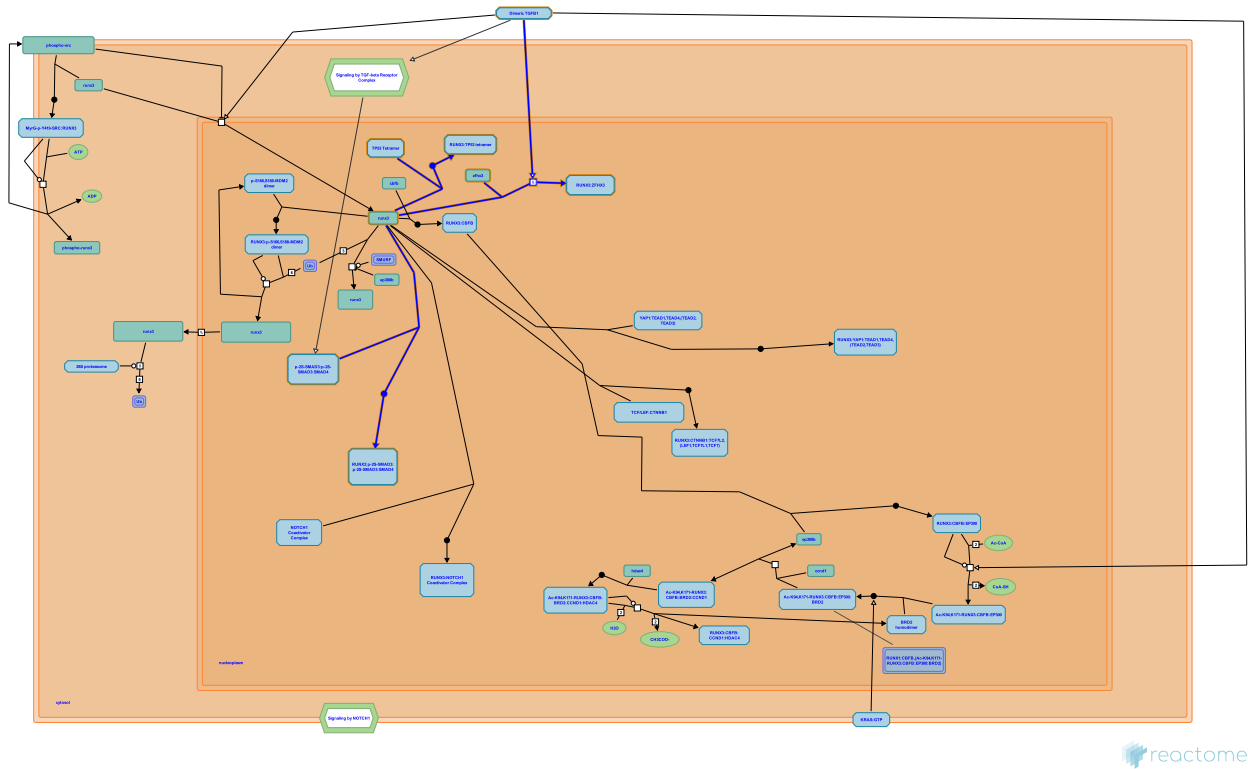 Dimeric TGFB1
phospho-src
Signaling by TGF-beta Receptor
Complex
runx3
MyrG-p-Y419-SRC:RUNX3
ATP
ADP
phospho-runx3
TP53 Tetramer
RUNX3:TP53 tetramer
cbfb
zfhx3
RUNX3:ZFHX3
p-S166,S188-MDM2
dimer
runx3
RUNX3:CBFB
RUNX3:p-S166,S188-MDM2
dimer
Ub
SMURF
ep300b
runx3
runx3
runx3
26S proteasome
Ub
YAP1:TEAD1,TEAD4,(TEAD2,
TEAD3)
RUNX3:YAP1:TEAD1,TEAD4,
(TEAD2,TEAD3)
p-2S-SMAD3:p-2S-
SMAD3:SMAD4
TCF/LEF:CTNNB1
RUNX3:CTNNB1:TCF7L2,
(LEF1,TCF7L1,TCF7)
RUNX3:p-2S-SMAD3:
p-2S-SMAD3:SMAD4
NOTCH1
Coactivator
Complex
RUNX3:NOTCH1
Coactivator Complex
RUNX3:CBFB:EP300
ep300b
Ac-CoA
CoA-SH
hdac4
ccnd1
Ac-K94,K171-RUNX3:CBFB:
BRD2:CCND1:HDAC4
Ac-K94,K171-RUNX3:
CBFB:BRD2:CCND1
Ac-K94,K171-RUNX3:CBFB:EP300:
BRD2
Ac-K94,K171-RUNX3:CBFB:EP300
H2O
CH3COO-
RUNX3:CBFB:
CCND1:HDAC4
BRD2
homodimer
RUNX1:CBFB,(Ac-K94,K171-
RUNX3:CBFB:EP300:BRD2)
nucleoplasm
cytosol
Signaling by NOTCH1
KRAS:GTP
reactome